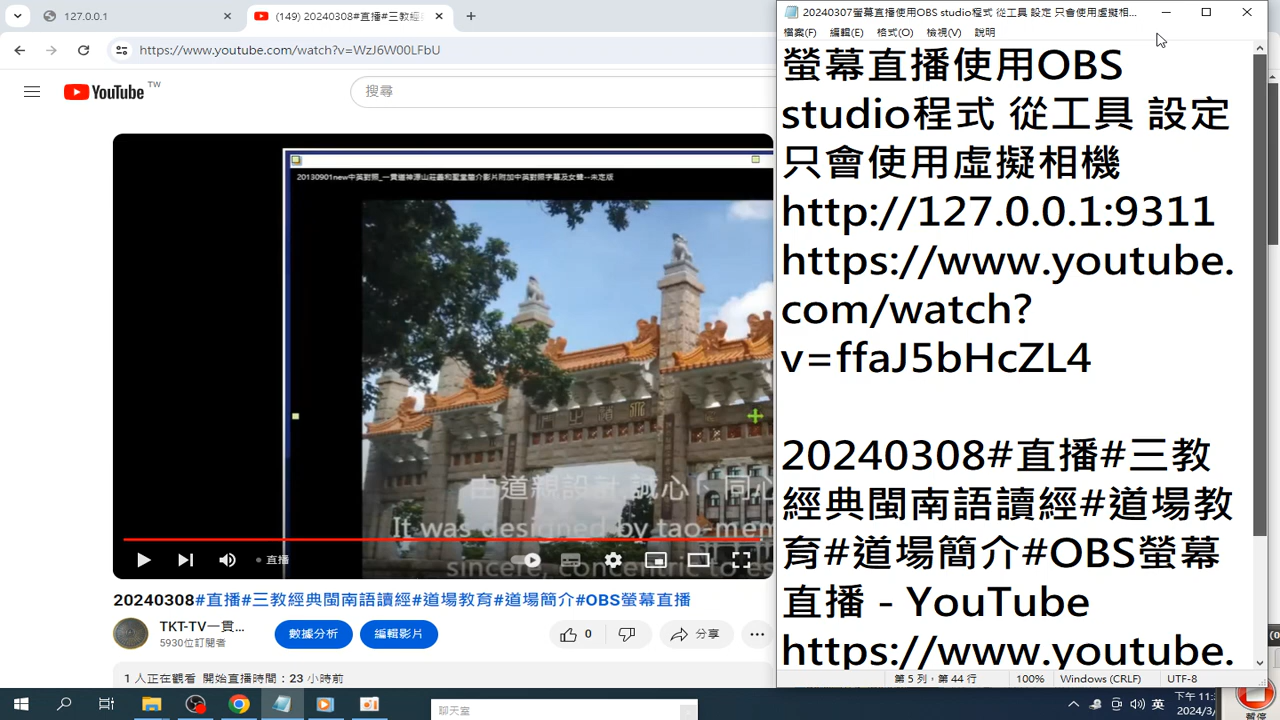 127.0.0.1
(149) 20240308#直播#三教經
20240307螢幕直播使用OBS studio程式 從工具 設定 只會使用虛擬相...
https://www.youtube.com/watch?v=WzJ6W00LFbU
檔案(F) 編輯(E) 格式(O) 檢視(V) 說明
YouTube TW
搜尋
螢幕直播使用OBS
studio程式 從工具 設定
只會使用虛擬相機
http://127.0.0.1:9311
https://www.youtube.
com/watch?
v=ffaJ5bHcZL4
20240308#直播#三教
經典閩南語讀經#道場教
育#道場簡介#OBS螢幕
直播 - YouTube
https://www.youtube.
20130901new中英對照_一貫道神源山莊義和聖堂簡介影片附加中英對照字幕及女聲--未定版
由道親設計 誠心、同心
It was designed by tao-mem
sincere, concentric to es
直播
20240308#直播#三教經典閩南語讀經#道場教育#道場簡介#OBS螢幕直播
TKT-TV一貫...
5930位訂閱者
數據分析
編輯影片
0
分享
1 人正在觀看 開始直播時間：23 小時前
第 5 列，第 44 行
100%
Windows (CRLF)
UTF-8
聊天室
英
下午 11:
2024/3/
暫停